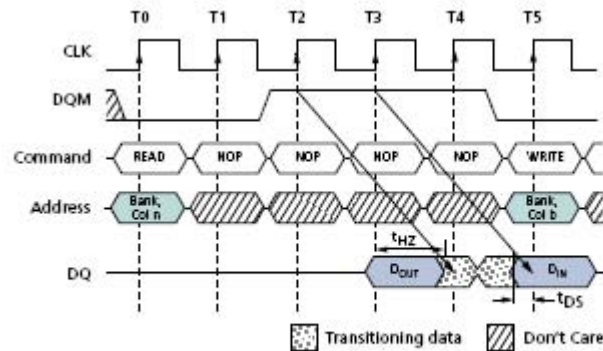 T0 T1 T2 T3 T4 T5
CLK
DQM
Command READ NOP NOP NOP NOP WRITE
Address Bank, Col n Bank, Col b
tHZ
DQ DOUT DIN
tDS
Transitioning data Don't Care